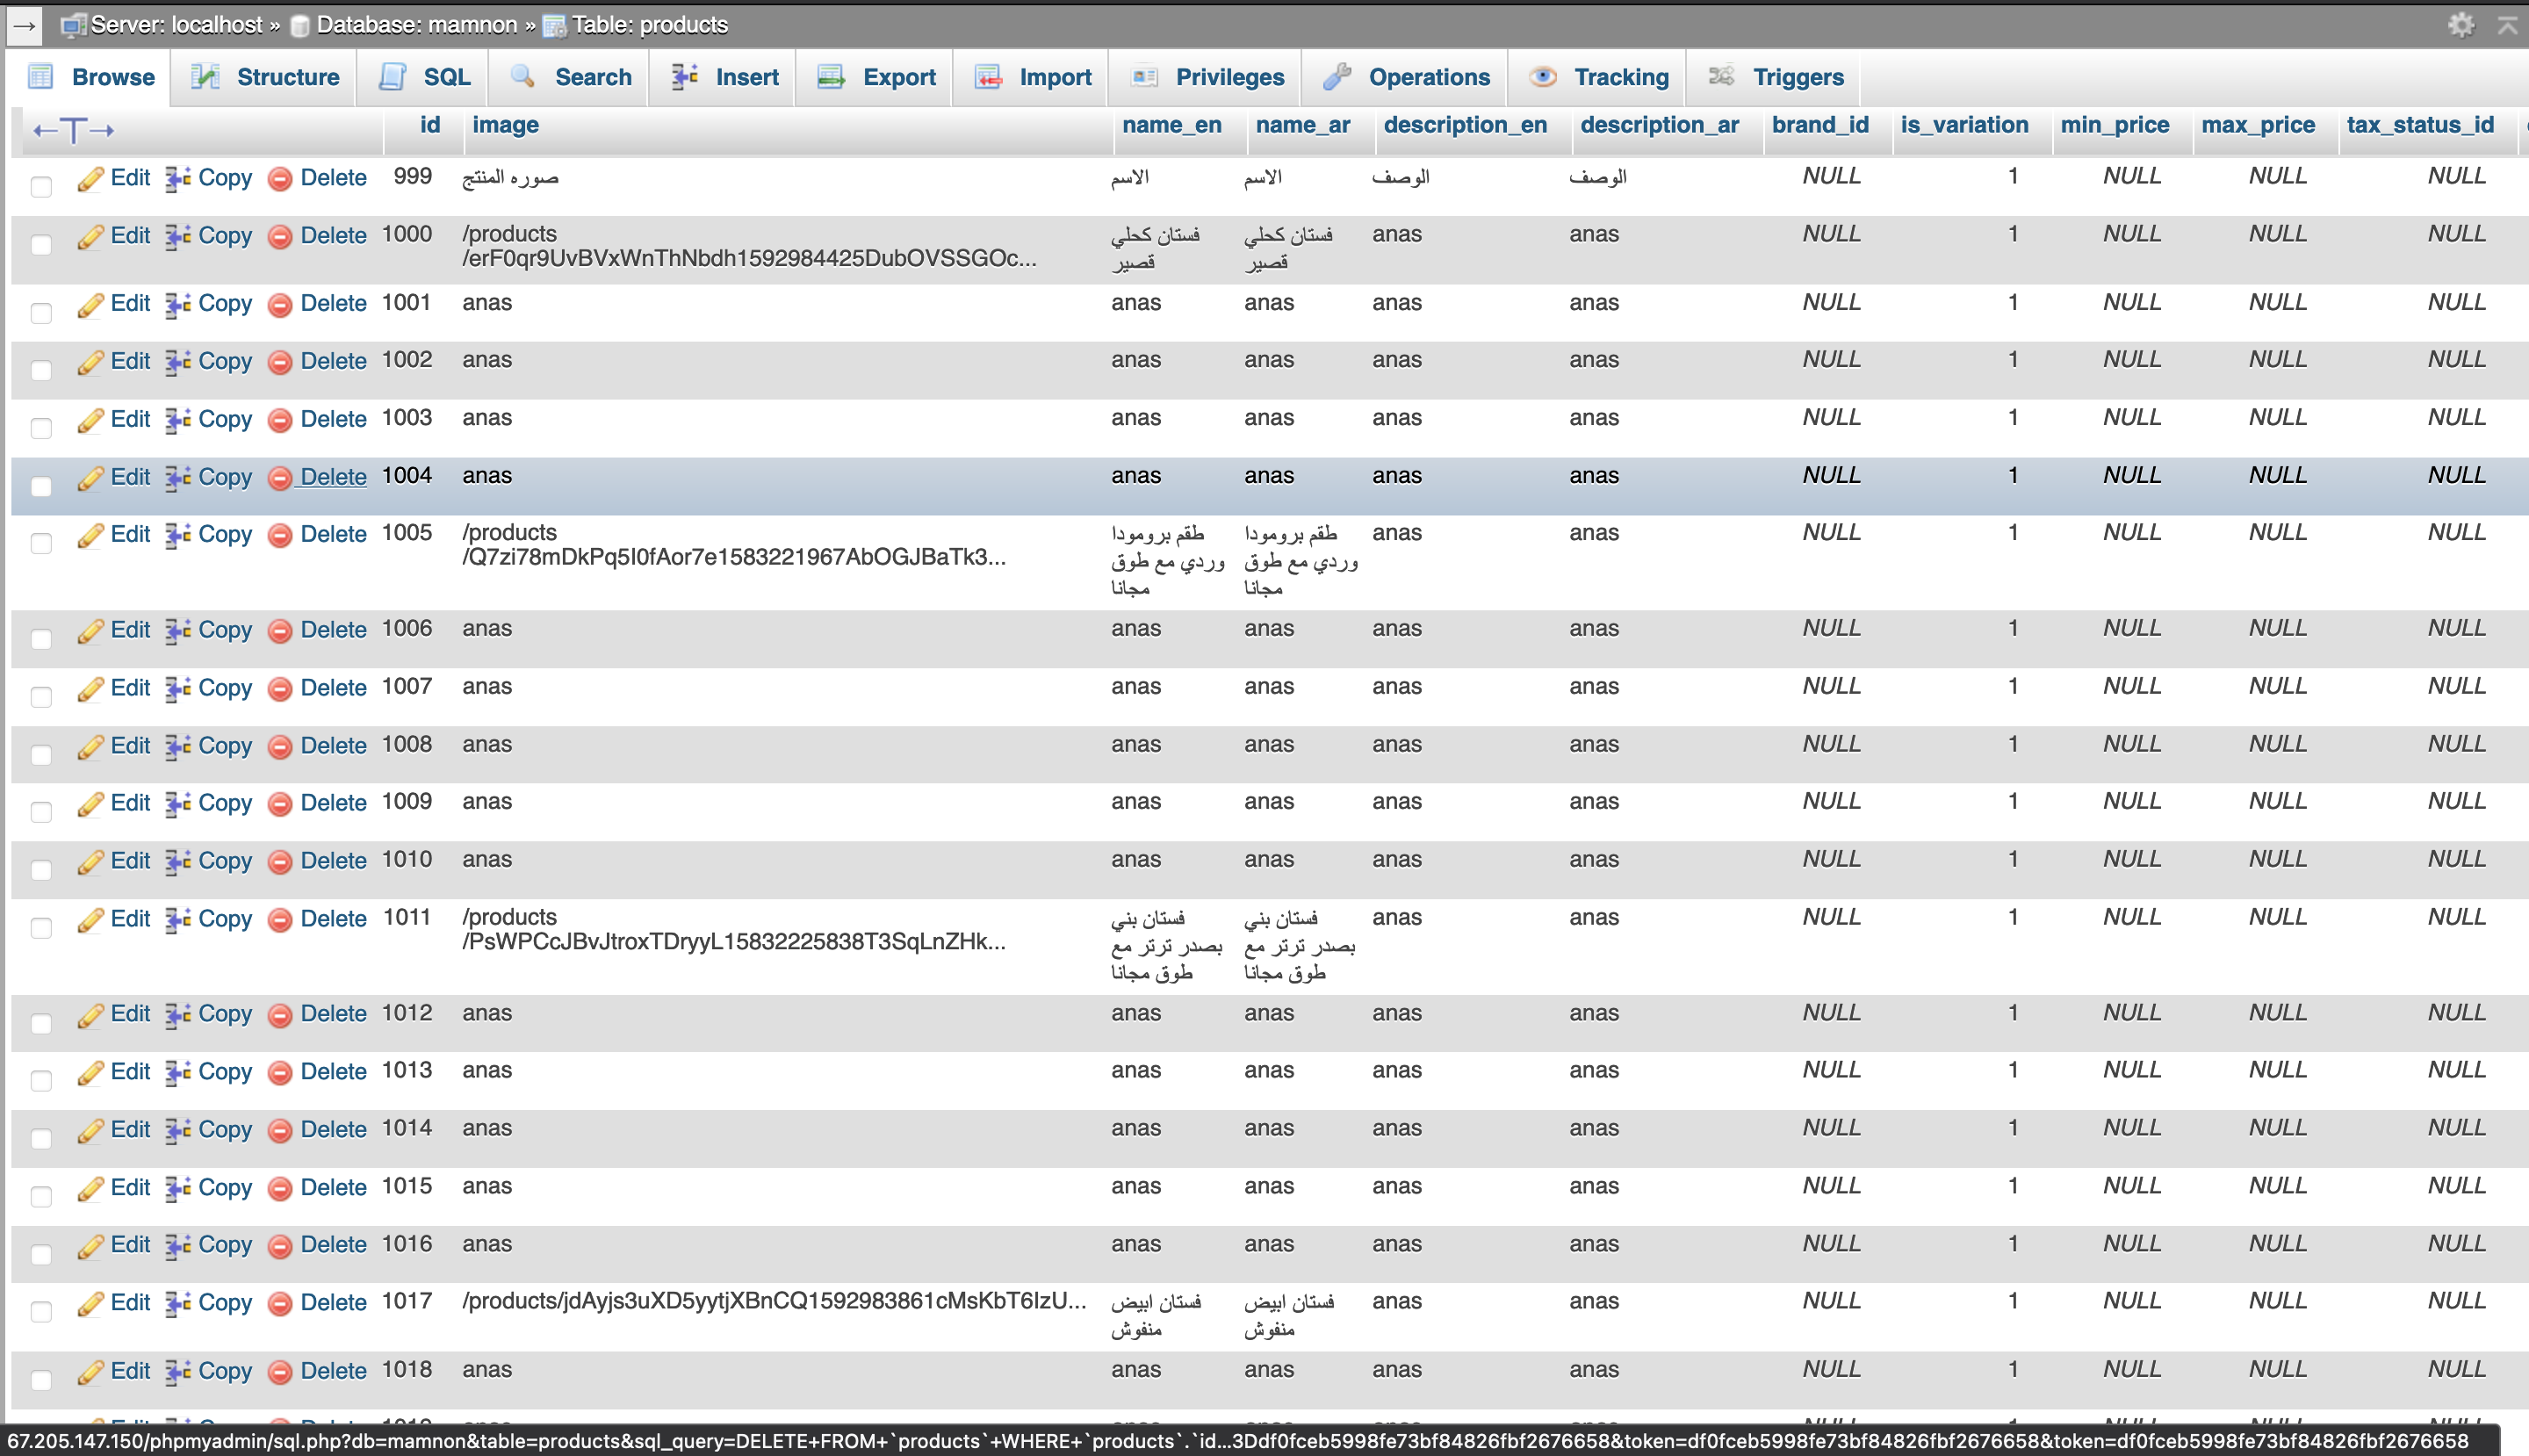 → Server: localhost » Database: mamnon » Table: products
Browse Structure SQL Search Insert Export Import Privileges Operations Tracking Triggers
←T→ id image name_en name_ar description_en description_ar brand_id is_variation min_price max_price tax_status_id
Edit Copy Delete 999 صوره المنتج الاسم الاسم الوصف الوصف NULL 1 NULL NULL NULL
Edit Copy Delete 1000 /products فستان كحلي فستان كحلي anas anas NULL 1 NULL NULL NULL
/erF0qr9UvBVxWnThNbdh1592984425DubOVSSGOc... قصير قصير
Edit Copy Delete 1001 anas anas anas anas anas NULL 1 NULL NULL NULL
Edit Copy Delete 1002 anas anas anas anas anas NULL 1 NULL NULL NULL
Edit Copy Delete 1003 anas anas anas anas anas NULL 1 NULL NULL NULL
Edit Copy Delete 1004 anas anas anas anas anas NULL 1 NULL NULL NULL
Edit Copy Delete 1005 /products طقم برومودا طقم برومودا anas anas NULL 1 NULL NULL NULL
/Q7zi78mDkPq5I0fAor7e1583221967AbOGJBaTk3... وردي مع طوق وردي مع طوق
مجانا مجانا
Edit Copy Delete 1006 anas anas anas anas anas NULL 1 NULL NULL NULL
Edit Copy Delete 1007 anas anas anas anas anas NULL 1 NULL NULL NULL
Edit Copy Delete 1008 anas anas anas anas anas NULL 1 NULL NULL NULL
Edit Copy Delete 1009 anas anas anas anas anas NULL 1 NULL NULL NULL
Edit Copy Delete 1010 anas anas anas anas anas NULL 1 NULL NULL NULL
Edit Copy Delete 1011 /products فستان بني فستان بني anas anas NULL 1 NULL NULL NULL
/PsWPCcJBvJtroxTDryyL15832225838T3SqLnZHk... بصدر ترتر مع بصدر ترتر مع
طوق مجانا طوق مجانا
Edit Copy Delete 1012 anas anas anas anas anas NULL 1 NULL NULL NULL
Edit Copy Delete 1013 anas anas anas anas anas NULL 1 NULL NULL NULL
Edit Copy Delete 1014 anas anas anas anas anas NULL 1 NULL NULL NULL
Edit Copy Delete 1015 anas anas anas anas anas NULL 1 NULL NULL NULL
Edit Copy Delete 1016 anas anas anas anas anas NULL 1 NULL NULL NULL
Edit Copy Delete 1017 /products/jdAyjs3uXD5yytjXBnCQ1592983861cMsKbT6IzU... فستان ابيض فستان ابيض anas anas NULL 1 NULL NULL NULL
منفوش منفوش
Edit Copy Delete 1018 anas anas anas anas anas NULL 1 NULL NULL NULL
67.205.147.150/phpmyadmin/sql.php?db=mamnon&table=products&sql_query=DELETE+FROM+`products`+WHERE+`products`.`id...3Ddf0fceb5998fe73bf84826fbf2676658&token=df0fceb5998fe73bf84826fbf2676658